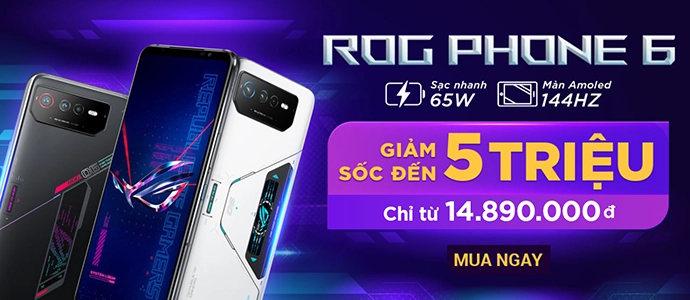 ROG PHONE 6
Sạc nhanh
65W
Màn Amoled
144HZ
GIẢM
SỐC ĐẾN
5 TRIỆU
Chỉ từ 14.890.000đ
MUA NGAY